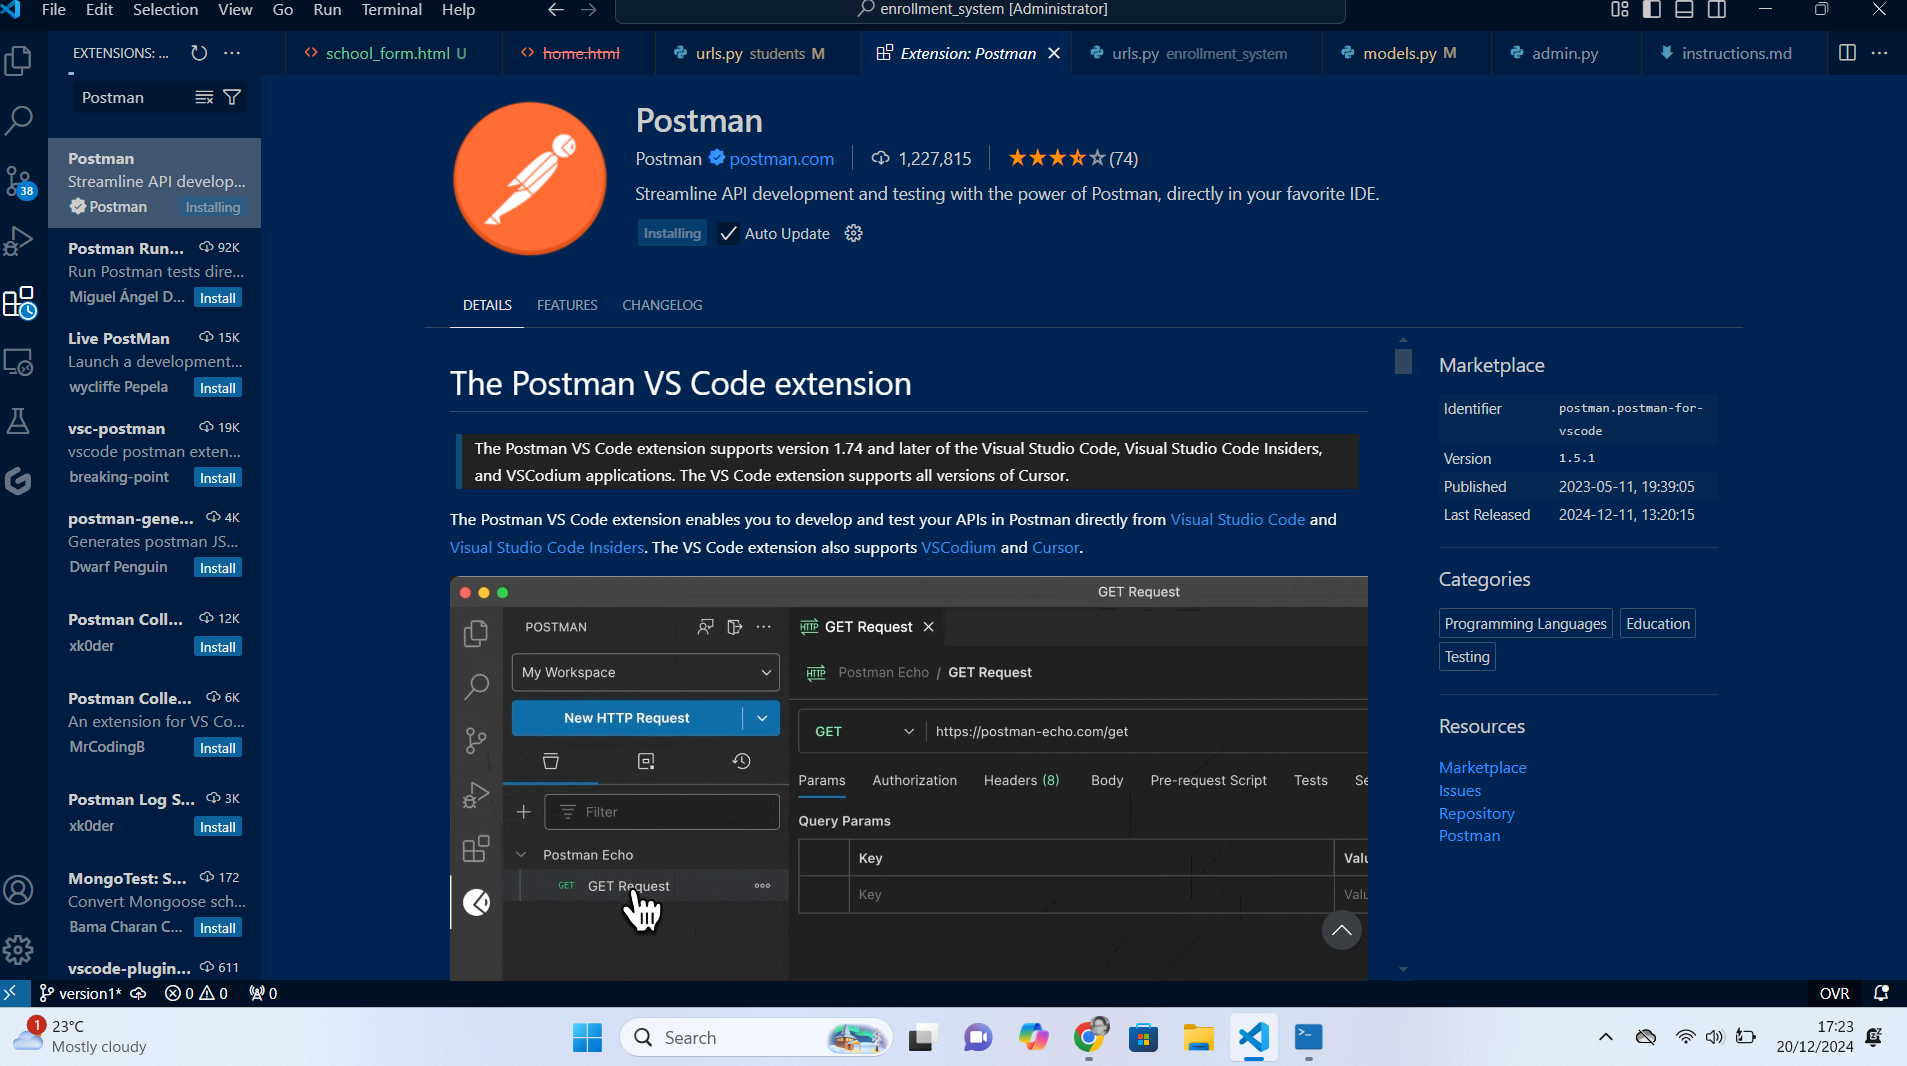 File Edit Selection View Go Run Terminal Help
enrollment_system [Administrator]
EXTENSIONS: ...
school_form.html U
home.html
urls.py students M
Extension: Postman
urls.py enrollment_system
models.py M
admin.py
instructions.md
Postman
Postman
Streamline API develop...
Postman Installing
Postman Run... 92K
Run Postman tests dire...
Miguel Ángel D... Install
Live PostMan 15K
Launch a development...
wycliffe Pepela Install
vsc-postman 19K
vscode postman exten...
breaking-point Install
postman-gene... 4K
Generates postman JS...
Dwarf Penguin Install
Postman Coll... 12K
xk0der Install
Postman Colle... 6K
An extension for VS Co...
MrCodingB Install
Postman Log S... 3K
xk0der Install
MongoTest: S... 172
Convert Mongoose sch...
Bama Charan C... Install
vscode-plugin... 611
38
Postman
Postman postman.com 1,227,815 (74)
Streamline API development and testing with the power of Postman, directly in your favorite IDE.
Installing Auto Update
DETAILS FEATURES CHANGELOG
The Postman VS Code extension
The Postman VS Code extension supports version 1.74 and later of the Visual Studio Code, Visual Studio Code Insiders,
and VSCodium applications. The VS Code extension supports all versions of Cursor.
The Postman VS Code extension enables you to develop and test your APIs in Postman directly from Visual Studio Code and
Visual Studio Code Insiders. The VS Code extension also supports VSCodium and Cursor.
GET Request
POSTMAN
HTTP GET Request
My Workspace
HTTP Postman Echo / GET Request
New HTTP Request
GET https://postman-echo.com/get
Params Authorization Headers (8) Body Pre-request Script Tests Se
Filter
Query Params
Postman Echo
Key Valu
GET GET Request
Key Valu
Marketplace
Identifier postman.postman-for-
vscode
Version 1.5.1
Published 2023-05-11, 19:39:05
Last Released 2024-12-11, 13:20:15
Categories
Programming Languages Education
Testing
Resources
Marketplace
Issues
Repository
Postman
version1* 0 0 0
OVR
1
23°C
Mostly cloudy
Search
17:23
20/12/2024